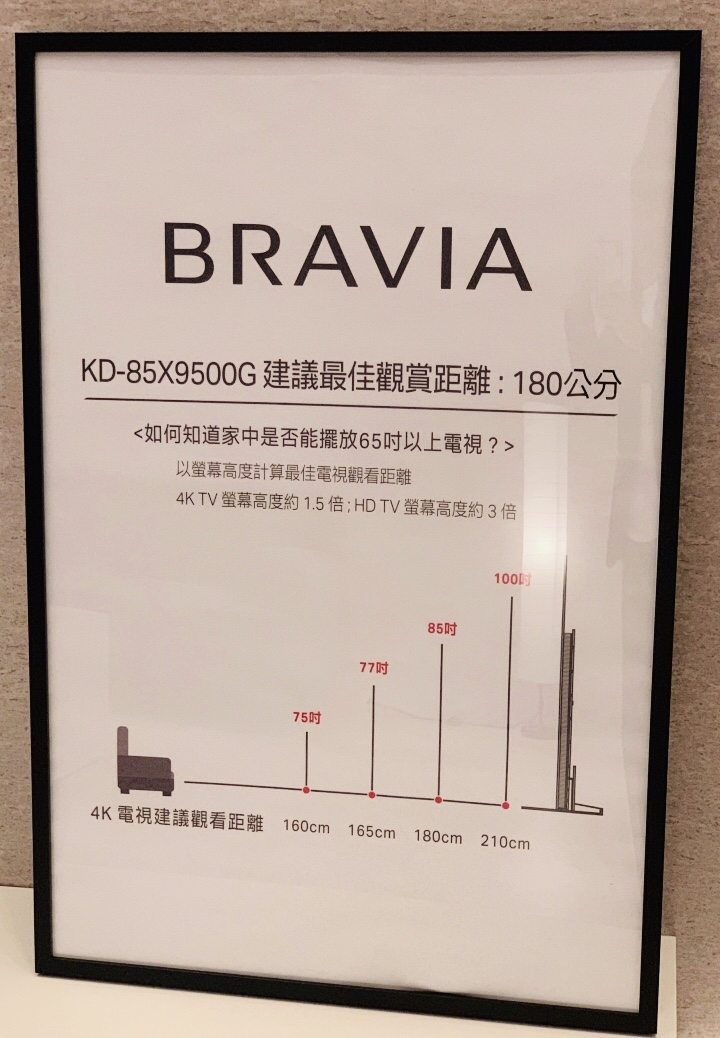 BRAVIA
KD-85X9500G 建議最佳觀賞距離 : 180公分
<如何知道家中是否能擺放65吋以上電視？>
以螢幕高度計算最佳電視觀看距離
4K TV 螢幕高度約 1.5 倍 ; HD TV 螢幕高度約 3 倍
100吋
85吋
77吋
75吋
4K 電視建議觀看距離 160cm 165cm 180cm 210cm